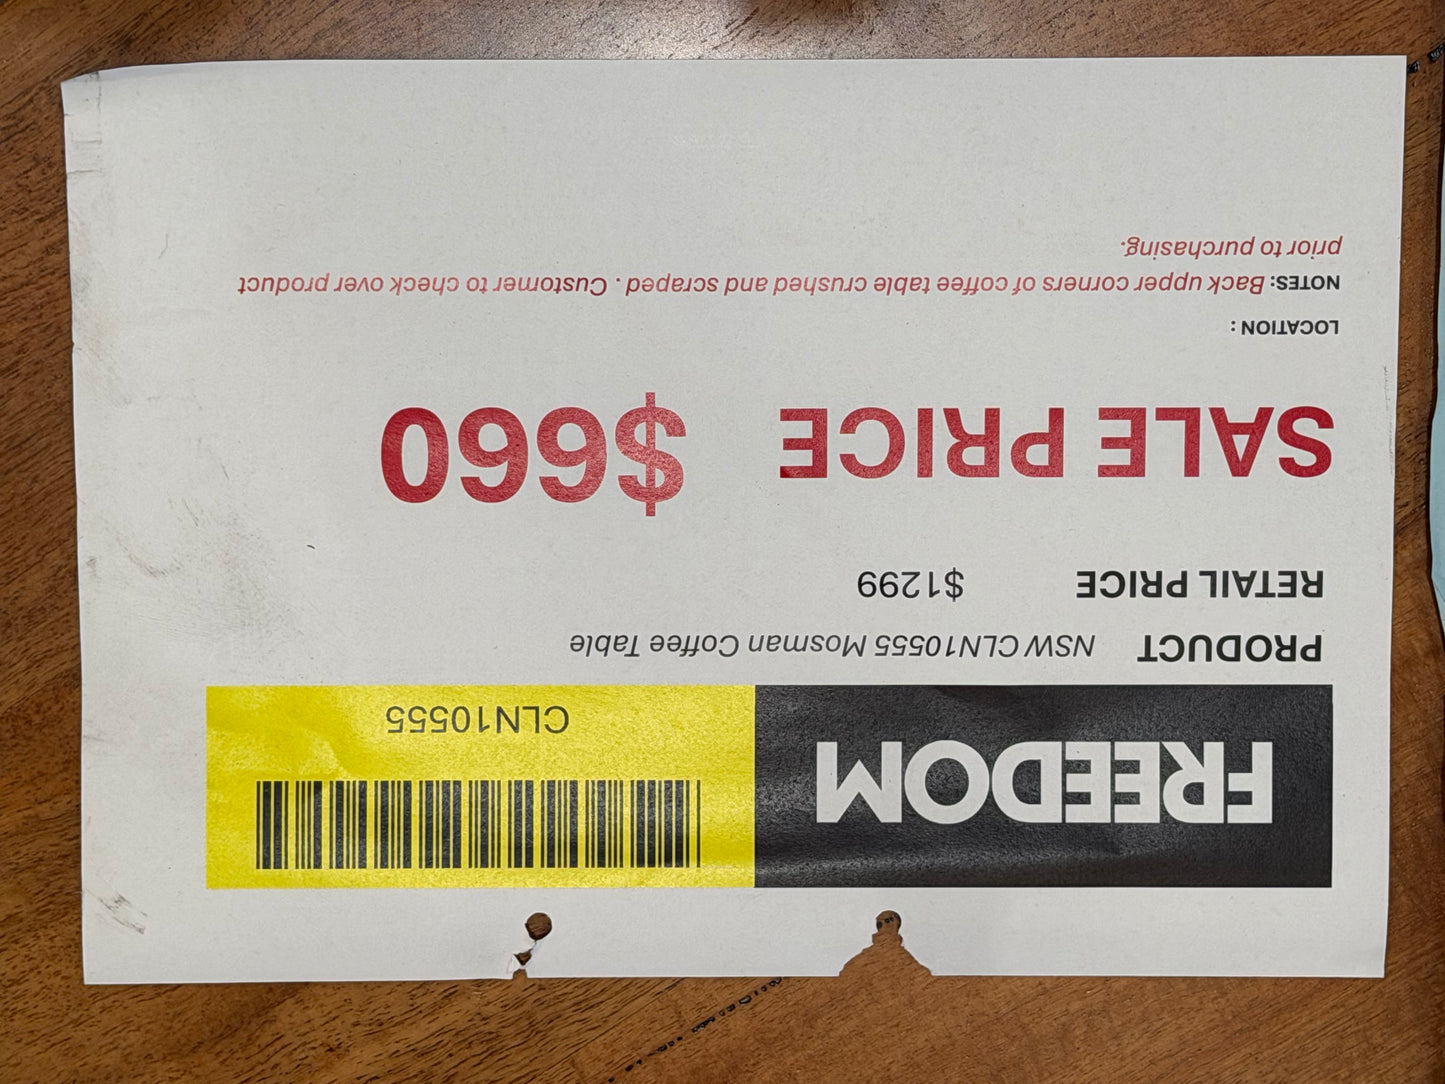 FREEDOM
CLN10555
PRODUCT NSW CLN10555 Mosman Coffee Table
RETAIL PRICE $1299
SALE PRICE $660
LOCATION :
NOTES: Back upper corners of coffee table crushed and scraped . Customer to check over product
prior to purchasing.